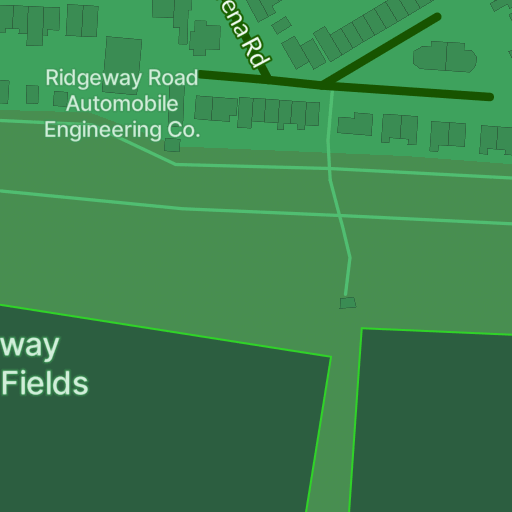 ena Rd
Ridgeway Road
Automobile
Engineering Co.
way
Fields